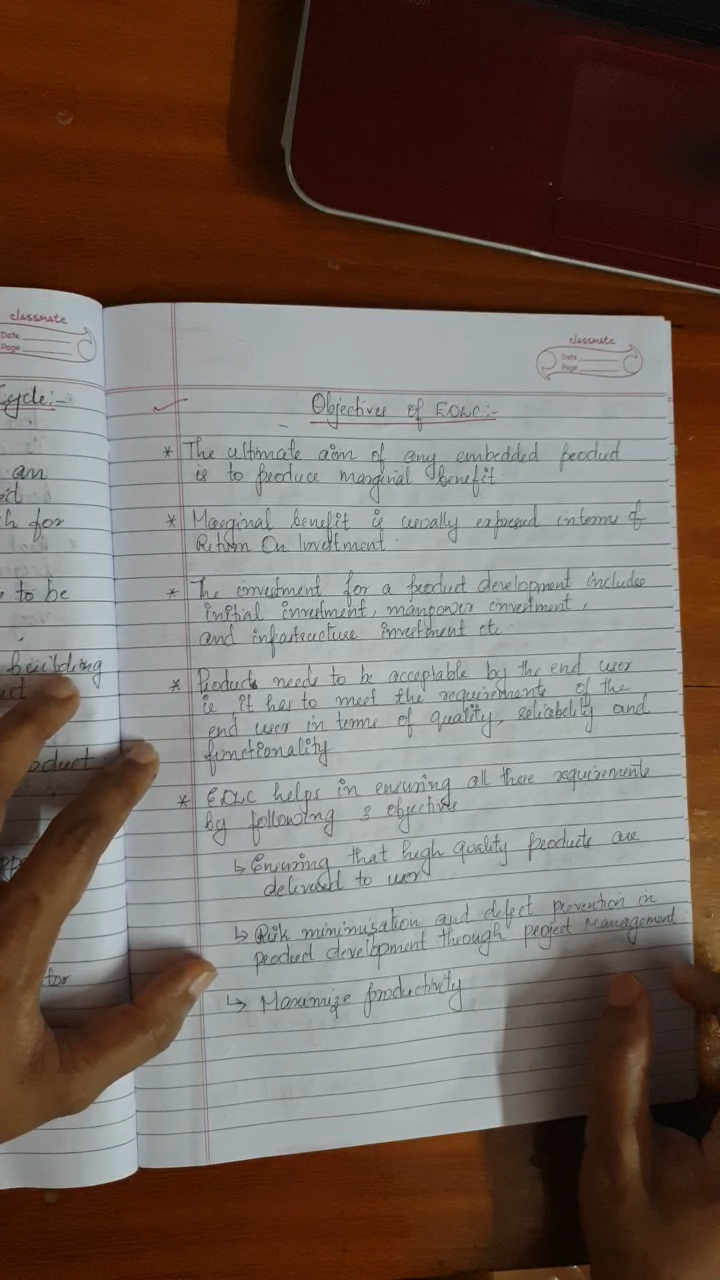 classmate
Date
Page
Cycle:-
an
ed
h for
to be
building
ud
oduct
for
classmate
Date
Page
Objectives of EDLC:-
* The ultimate aim of any embedded product
is to produce marginal benefit.
* Marginal benefit is usually expressed interms of
Return On Investment.
* The investment for a product development includes
initial investment, manpower investment,
and infrastructure investment etc.
* Products needs to be acceptable by the end user
ie, it has to meet the requirements of the
end user in terms of quality, reliability and
functionality.
* EDLC helps in ensuring all these requirements
by following 3 objective
↳ Ensuring that high quality products are
delivered to user
↳ Risk minimisation and defect prevention in
product development through project Management
↳ Maximize productivity